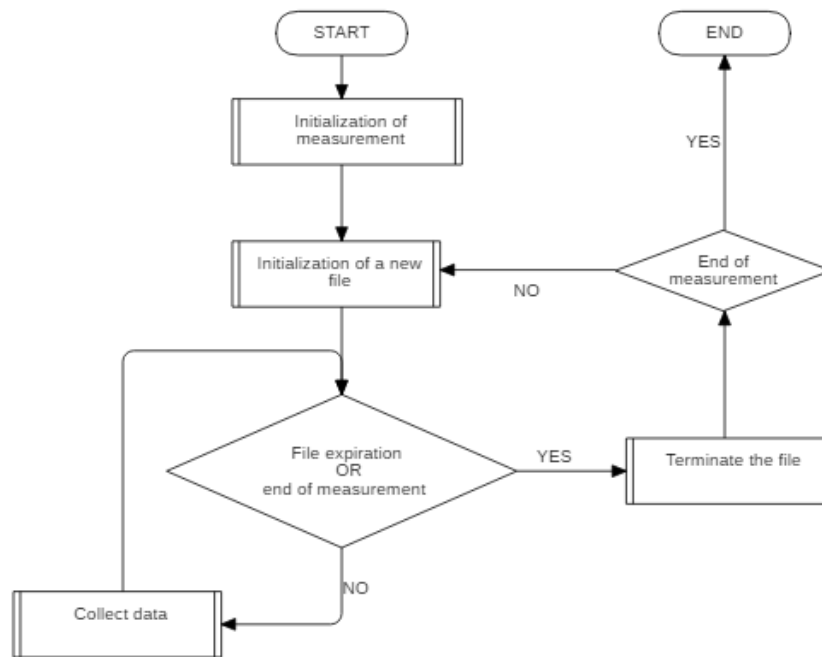 START
END
Initialization of
measurement
YES
Initialization of a new
file
End of
measurement
NO
File expiration
OR
end of measurement
YES
Terminate the file
NO
Collect data